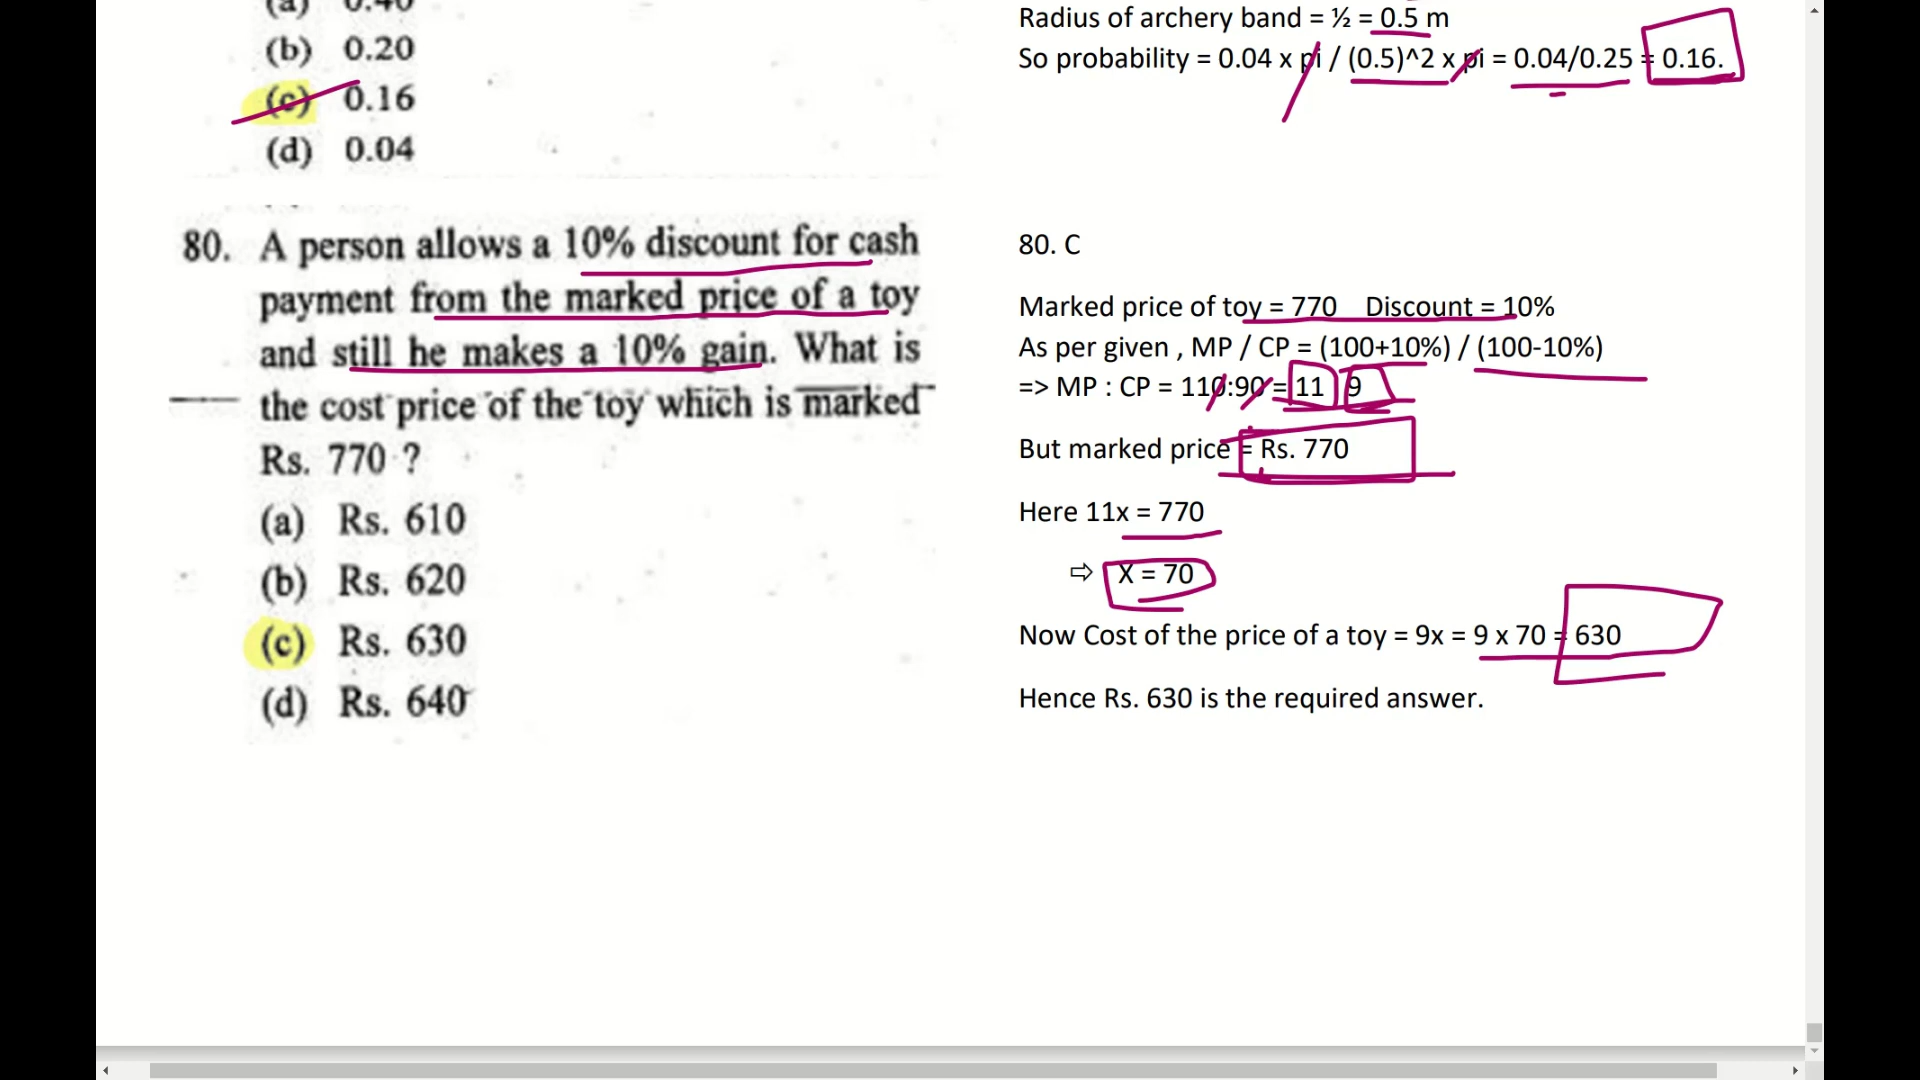 (a) 0.40
(b) 0.20
(c) 0.16
(d) 0.04
80. A person allows a 10% discount for cash
payment from the marked price of a toy
and still he makes a 10% gain. What is
the cost price of the toy which is marked
Rs. 770 ?
(a) Rs. 610
(b) Rs. 620
(c) Rs. 630
(d) Rs. 640
Radius of archery band = ½ = 0.5 m
So probability = 0.04 x pi / (0.5)^2 x pi = 0.04/0.25 = 0.16.
80. C
Marked price of toy = 770 Discount = 10%
As per given , MP / CP = (100+10%) / (100-10%)
=> MP : CP = 110:90 = 11 9
But marked price = Rs. 770
Here 11x = 770
⇨ X = 70
Now Cost of the price of a toy = 9x = 9 x 70 = 630
Hence Rs. 630 is the required answer.